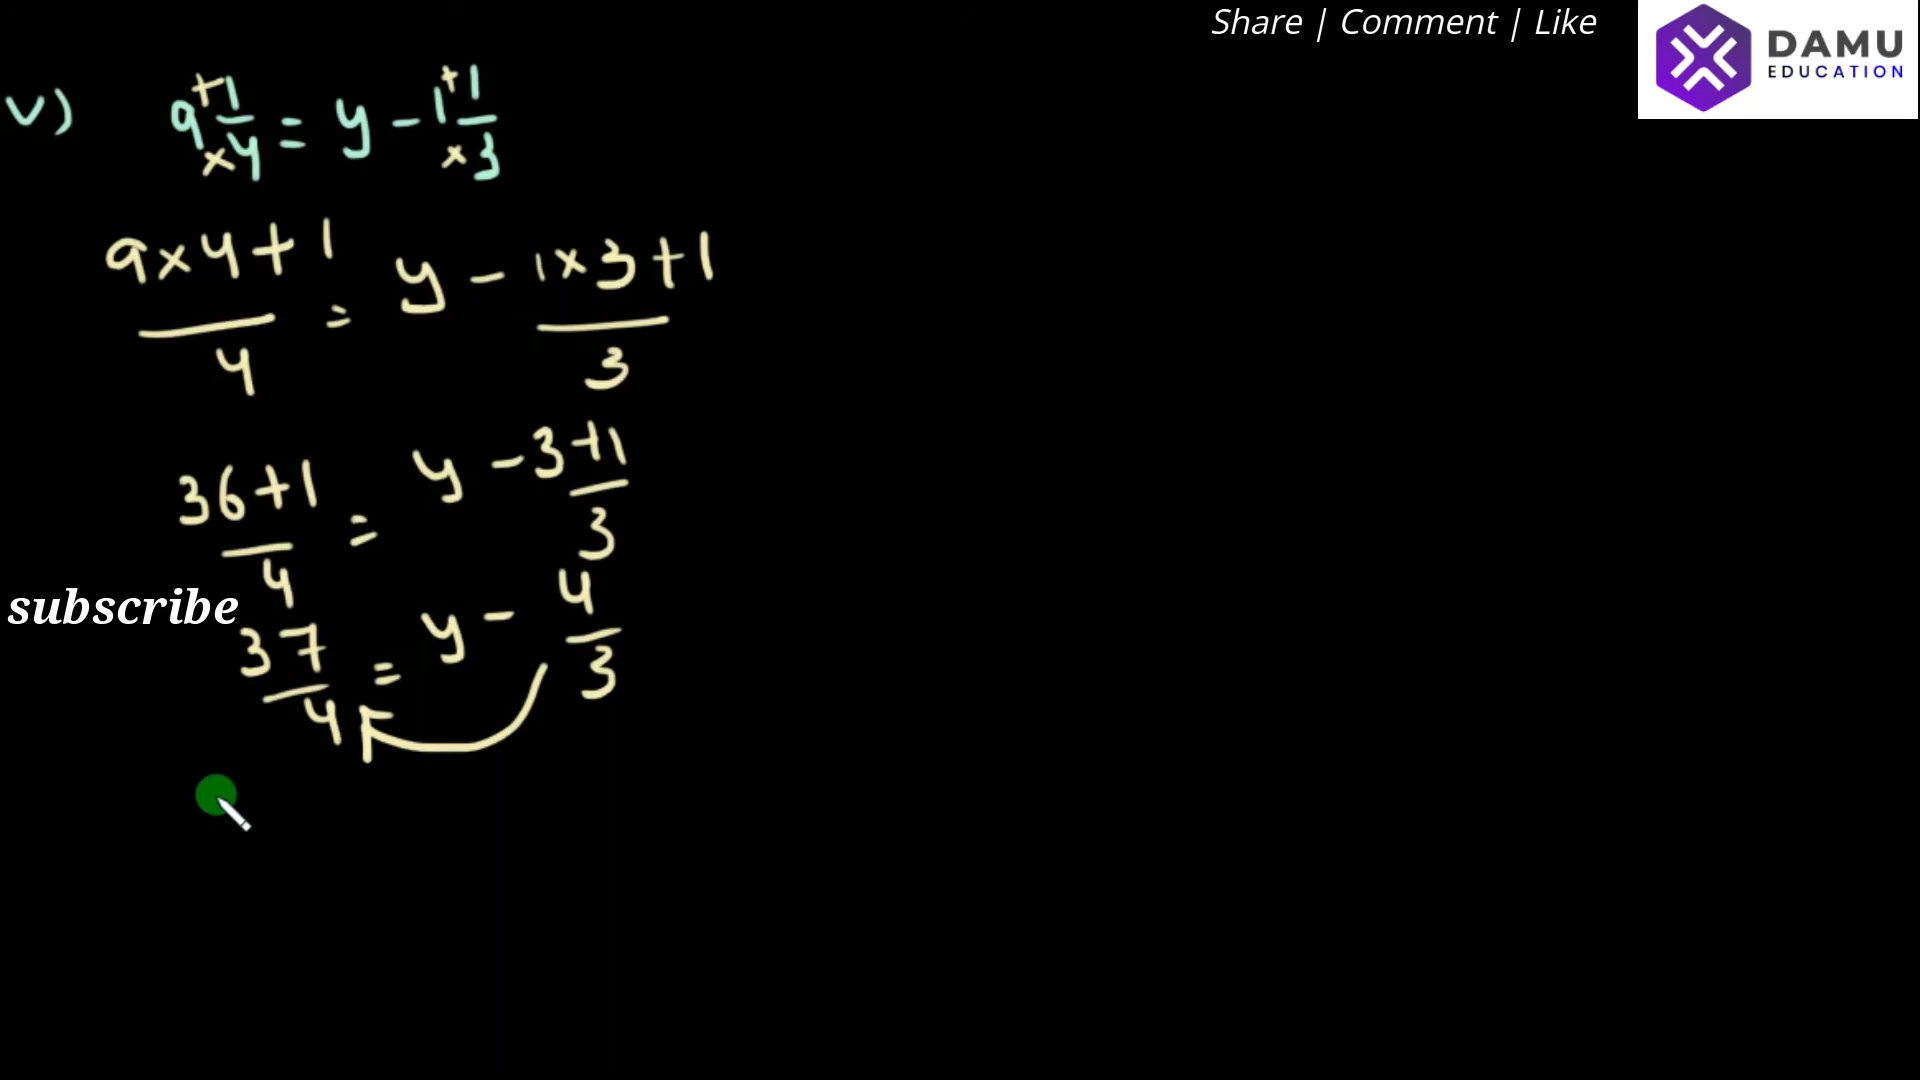 Share | Comment | Like
DAMU
EDUCATION
v) 9 + 1/× 4 = y - 1 + 1/× 3
9×4+1/4 = y - 1×3+1/3
36+1/4 = y - 3+1/3
subscribe
37/4 = y - 4/3